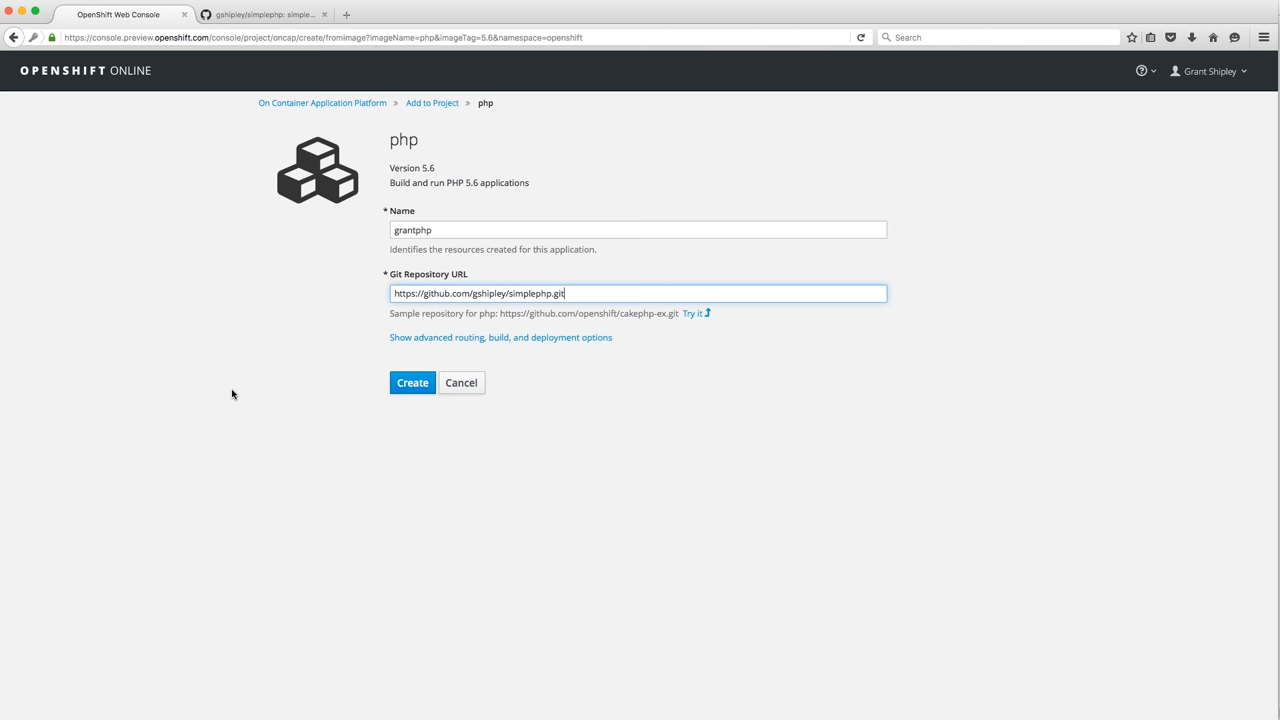 OpenShift Web Console
gshipley/simplephp: simple...
https://console.preview.openshift.com/console/project/oncap/create/fromimage?imageName=php&imageTag=5.6&namespace=openshift
Search
OPENSHIFT ONLINE
Grant Shipley
On Container Application Platform » Add to Project » php
php
Version 5.6
Build and run PHP 5.6 applications
* Name
grantphp
Identifies the resources created for this application.
* Git Repository URL
https://github.com/gshipley/simplephp.git
Sample repository for php: https://github.com/openshift/cakephp-ex.git Try it
Show advanced routing, build, and deployment options
Create Cancel